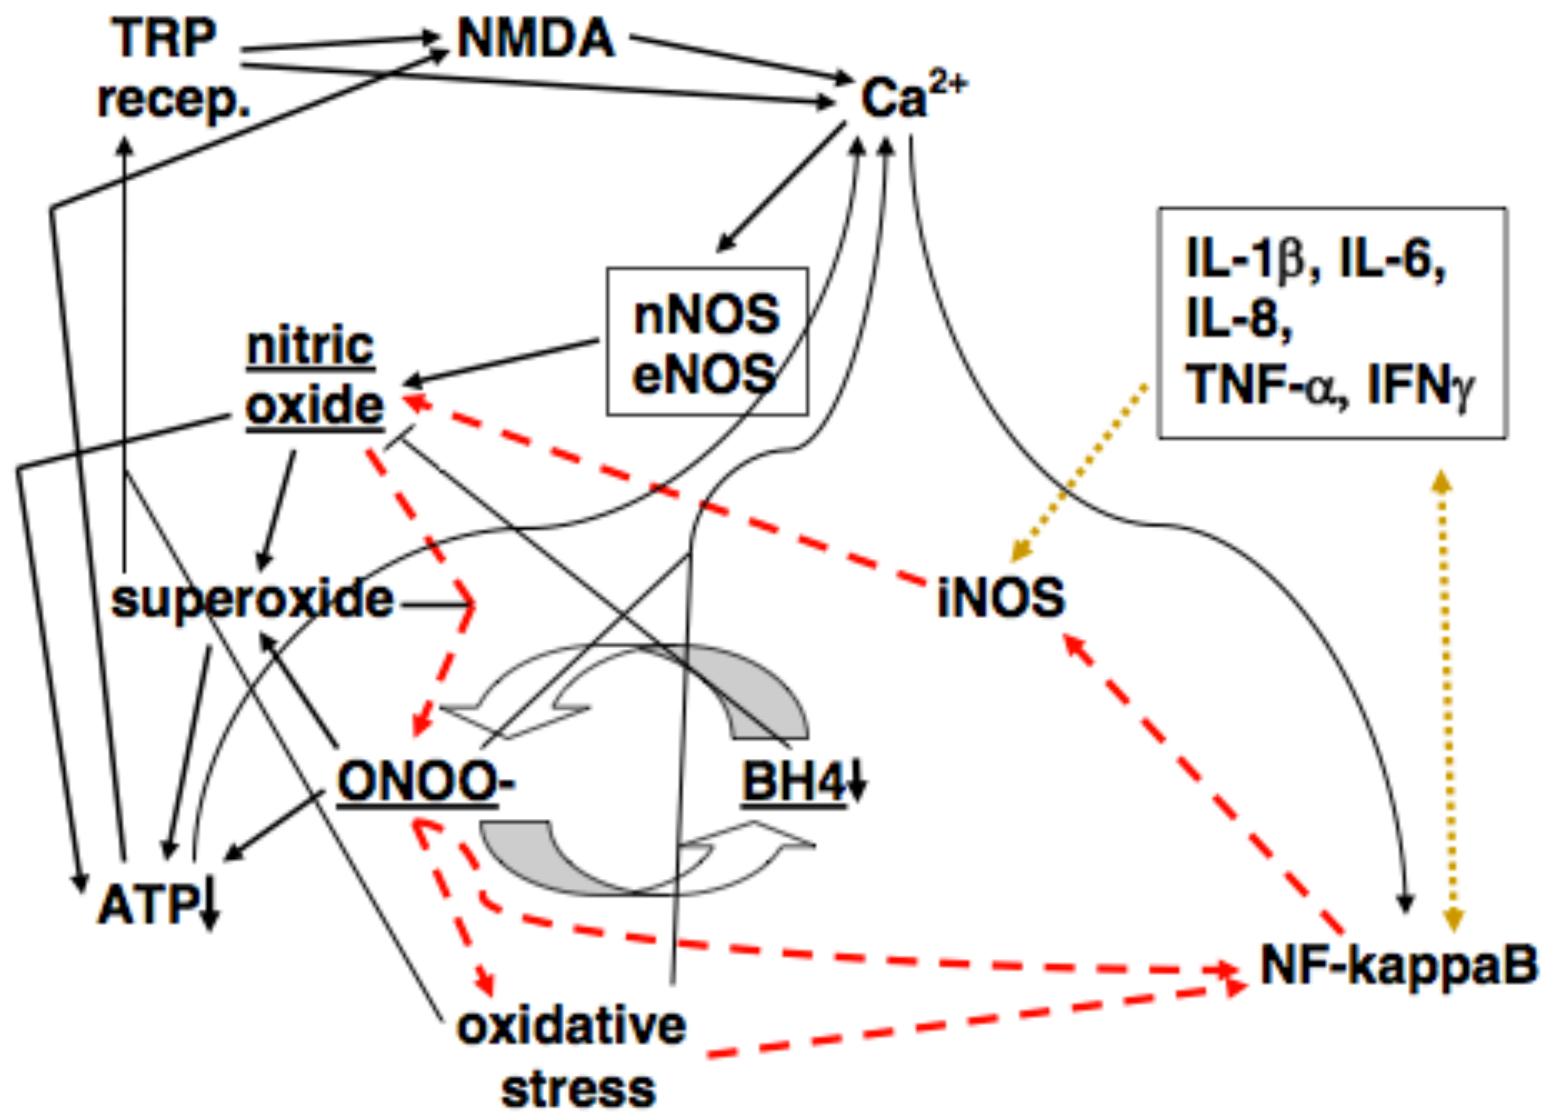 TRP
recep.
NMDA
Ca2+
IL-1β, IL-6,
IL-8,
TNF-α, IFNγ
nNOS
eNOS
nitric
oxide
superoxide
iNOS
ONOO-
BH4↓
ATP↓
NF-kappaB
oxidative
stress